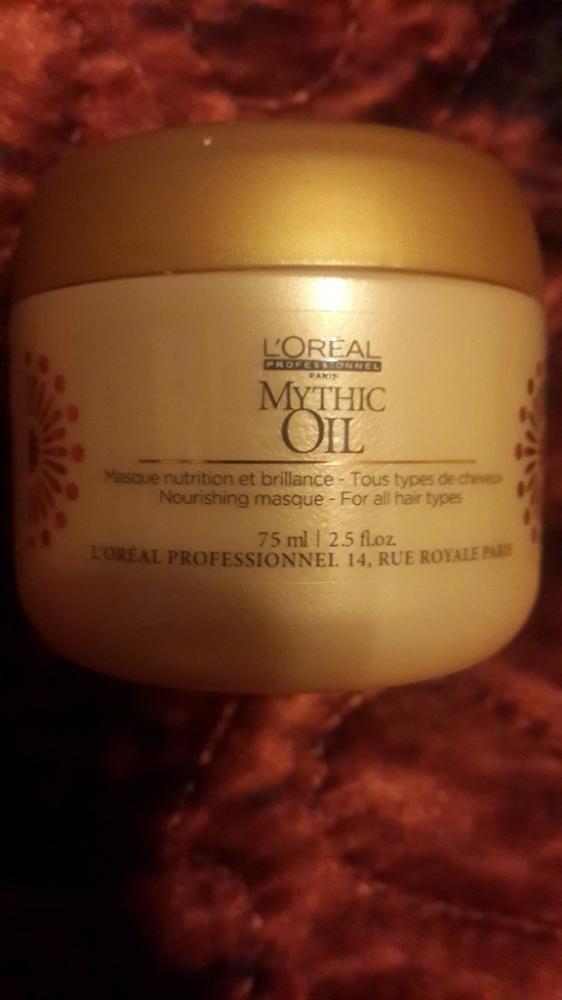 L'ORÉAL
PROFESSIONNEL
PARIS
MYTHIC
OIL
Masque nutrition et brillance - Tous types de cheveux
Nourishing masque - For all hair types
75 ml | 2.5 fl.oz.
L'ORÉAL PROFESSIONNEL 14, RUE ROYALE PARIS